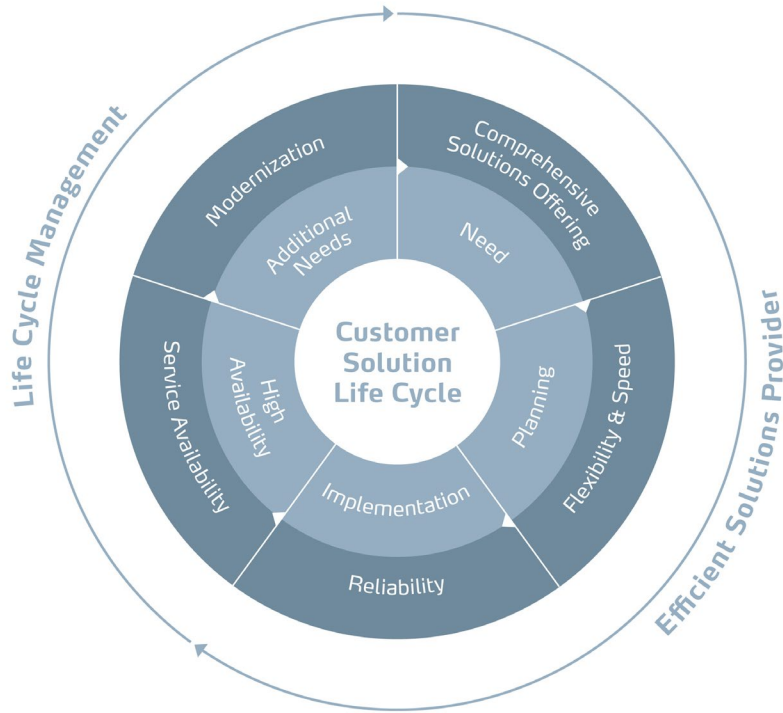 Customer
Solution
Life Cycle
Need
Planning
Implementation
High
Availability
Additional
Needs
Comprehensive
Solutions Offering
Flexibility & Speed
Reliability
Service Availability
Modernization
Efficient Solutions Provider
Life Cycle Management